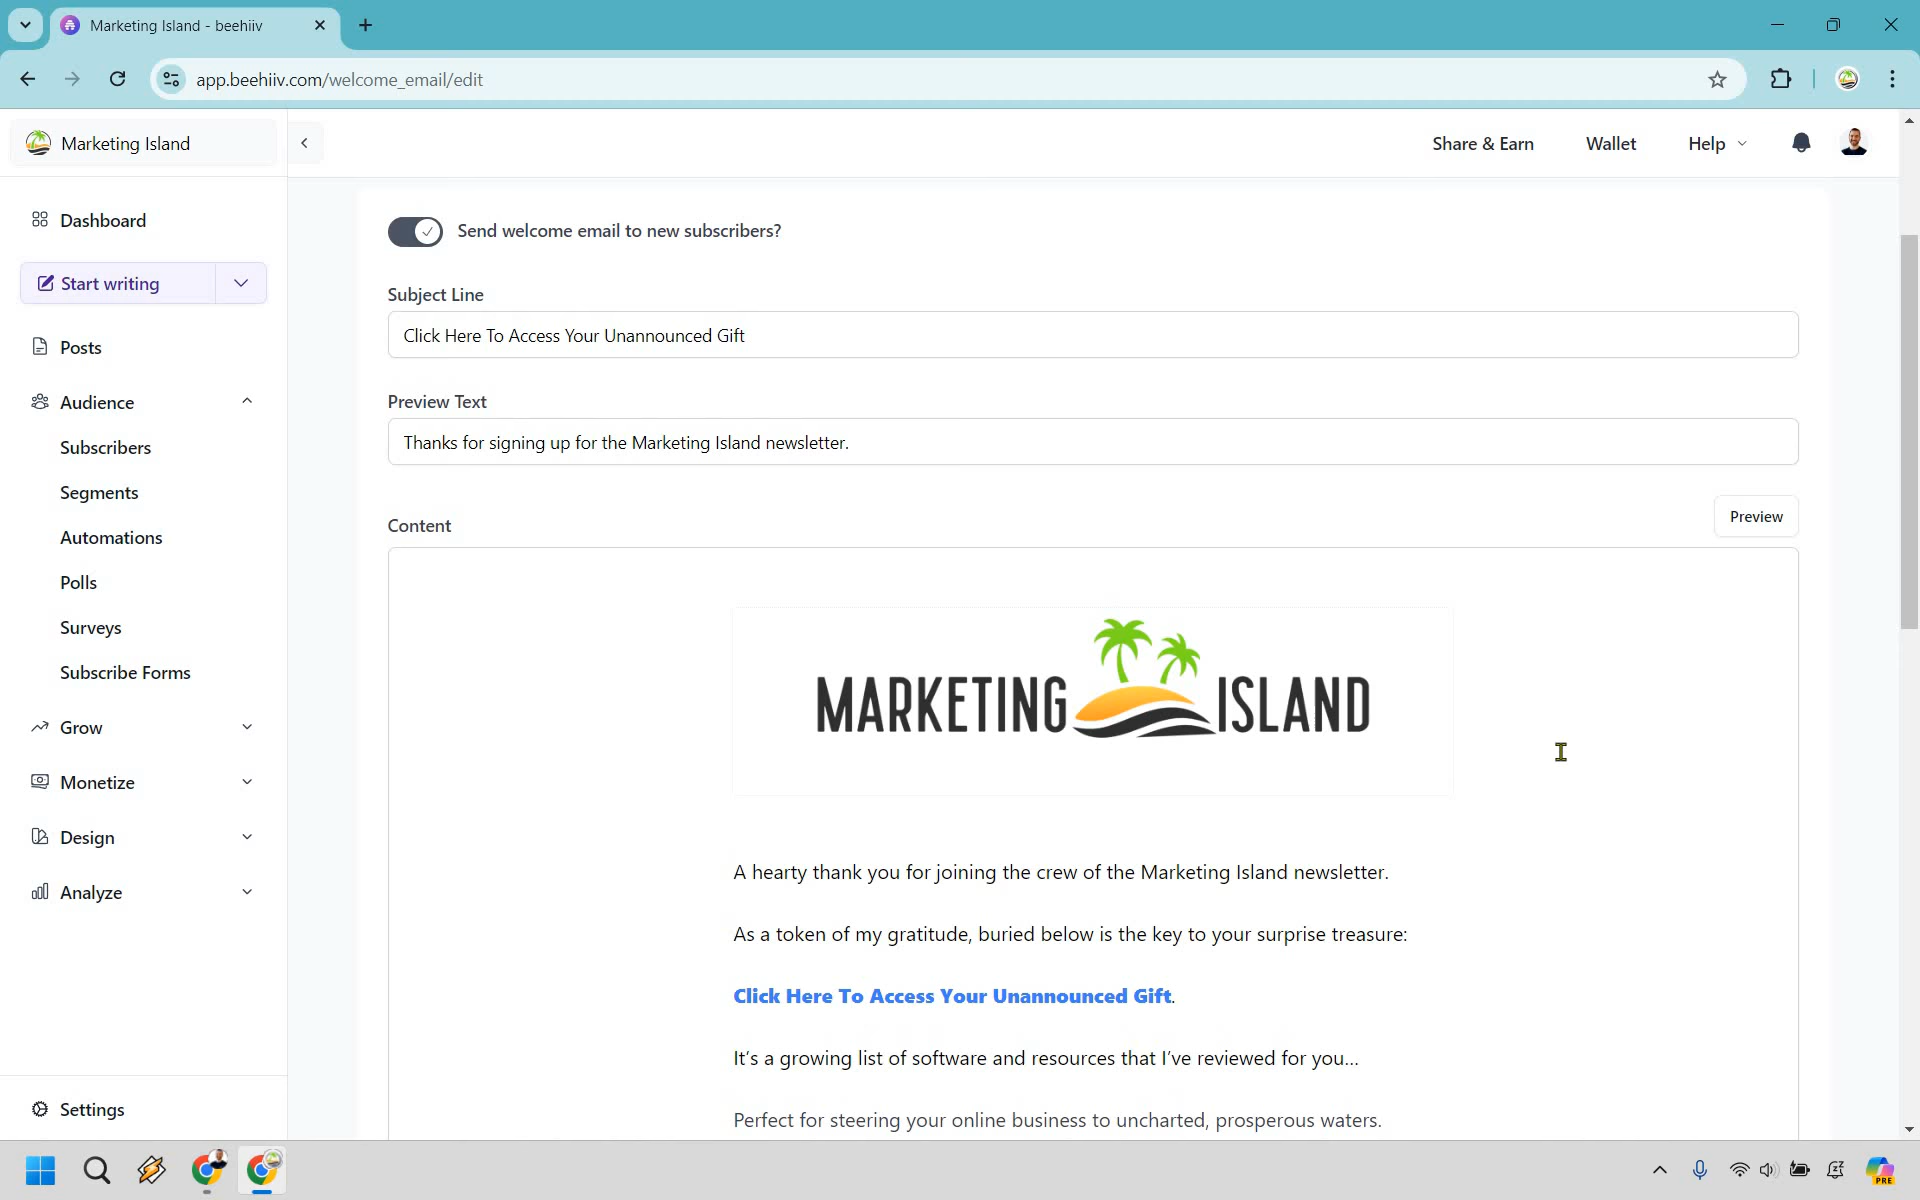 Marketing Island - beehiiv
app.beehiiv.com/welcome_email/edit
Marketing Island
Share & Earn
Wallet
Help
Dashboard
Start writing
Posts
Audience
Subscribers
Segments
Automations
Polls
Surveys
Subscribe Forms
Grow
Monetize
Design
Analyze
Settings
Send welcome email to new subscribers?
Subject Line
Click Here To Access Your Unannounced Gift
Preview Text
Thanks for signing up for the Marketing Island newsletter.
Content
Preview
MARKETING ISLAND
A hearty thank you for joining the crew of the Marketing Island newsletter.
As a token of my gratitude, buried below is the key to your surprise treasure:
Click Here To Access Your Unannounced Gift.
It's a growing list of software and resources that I've reviewed for you...
Perfect for steering your online business to uncharted, prosperous waters.
PRE